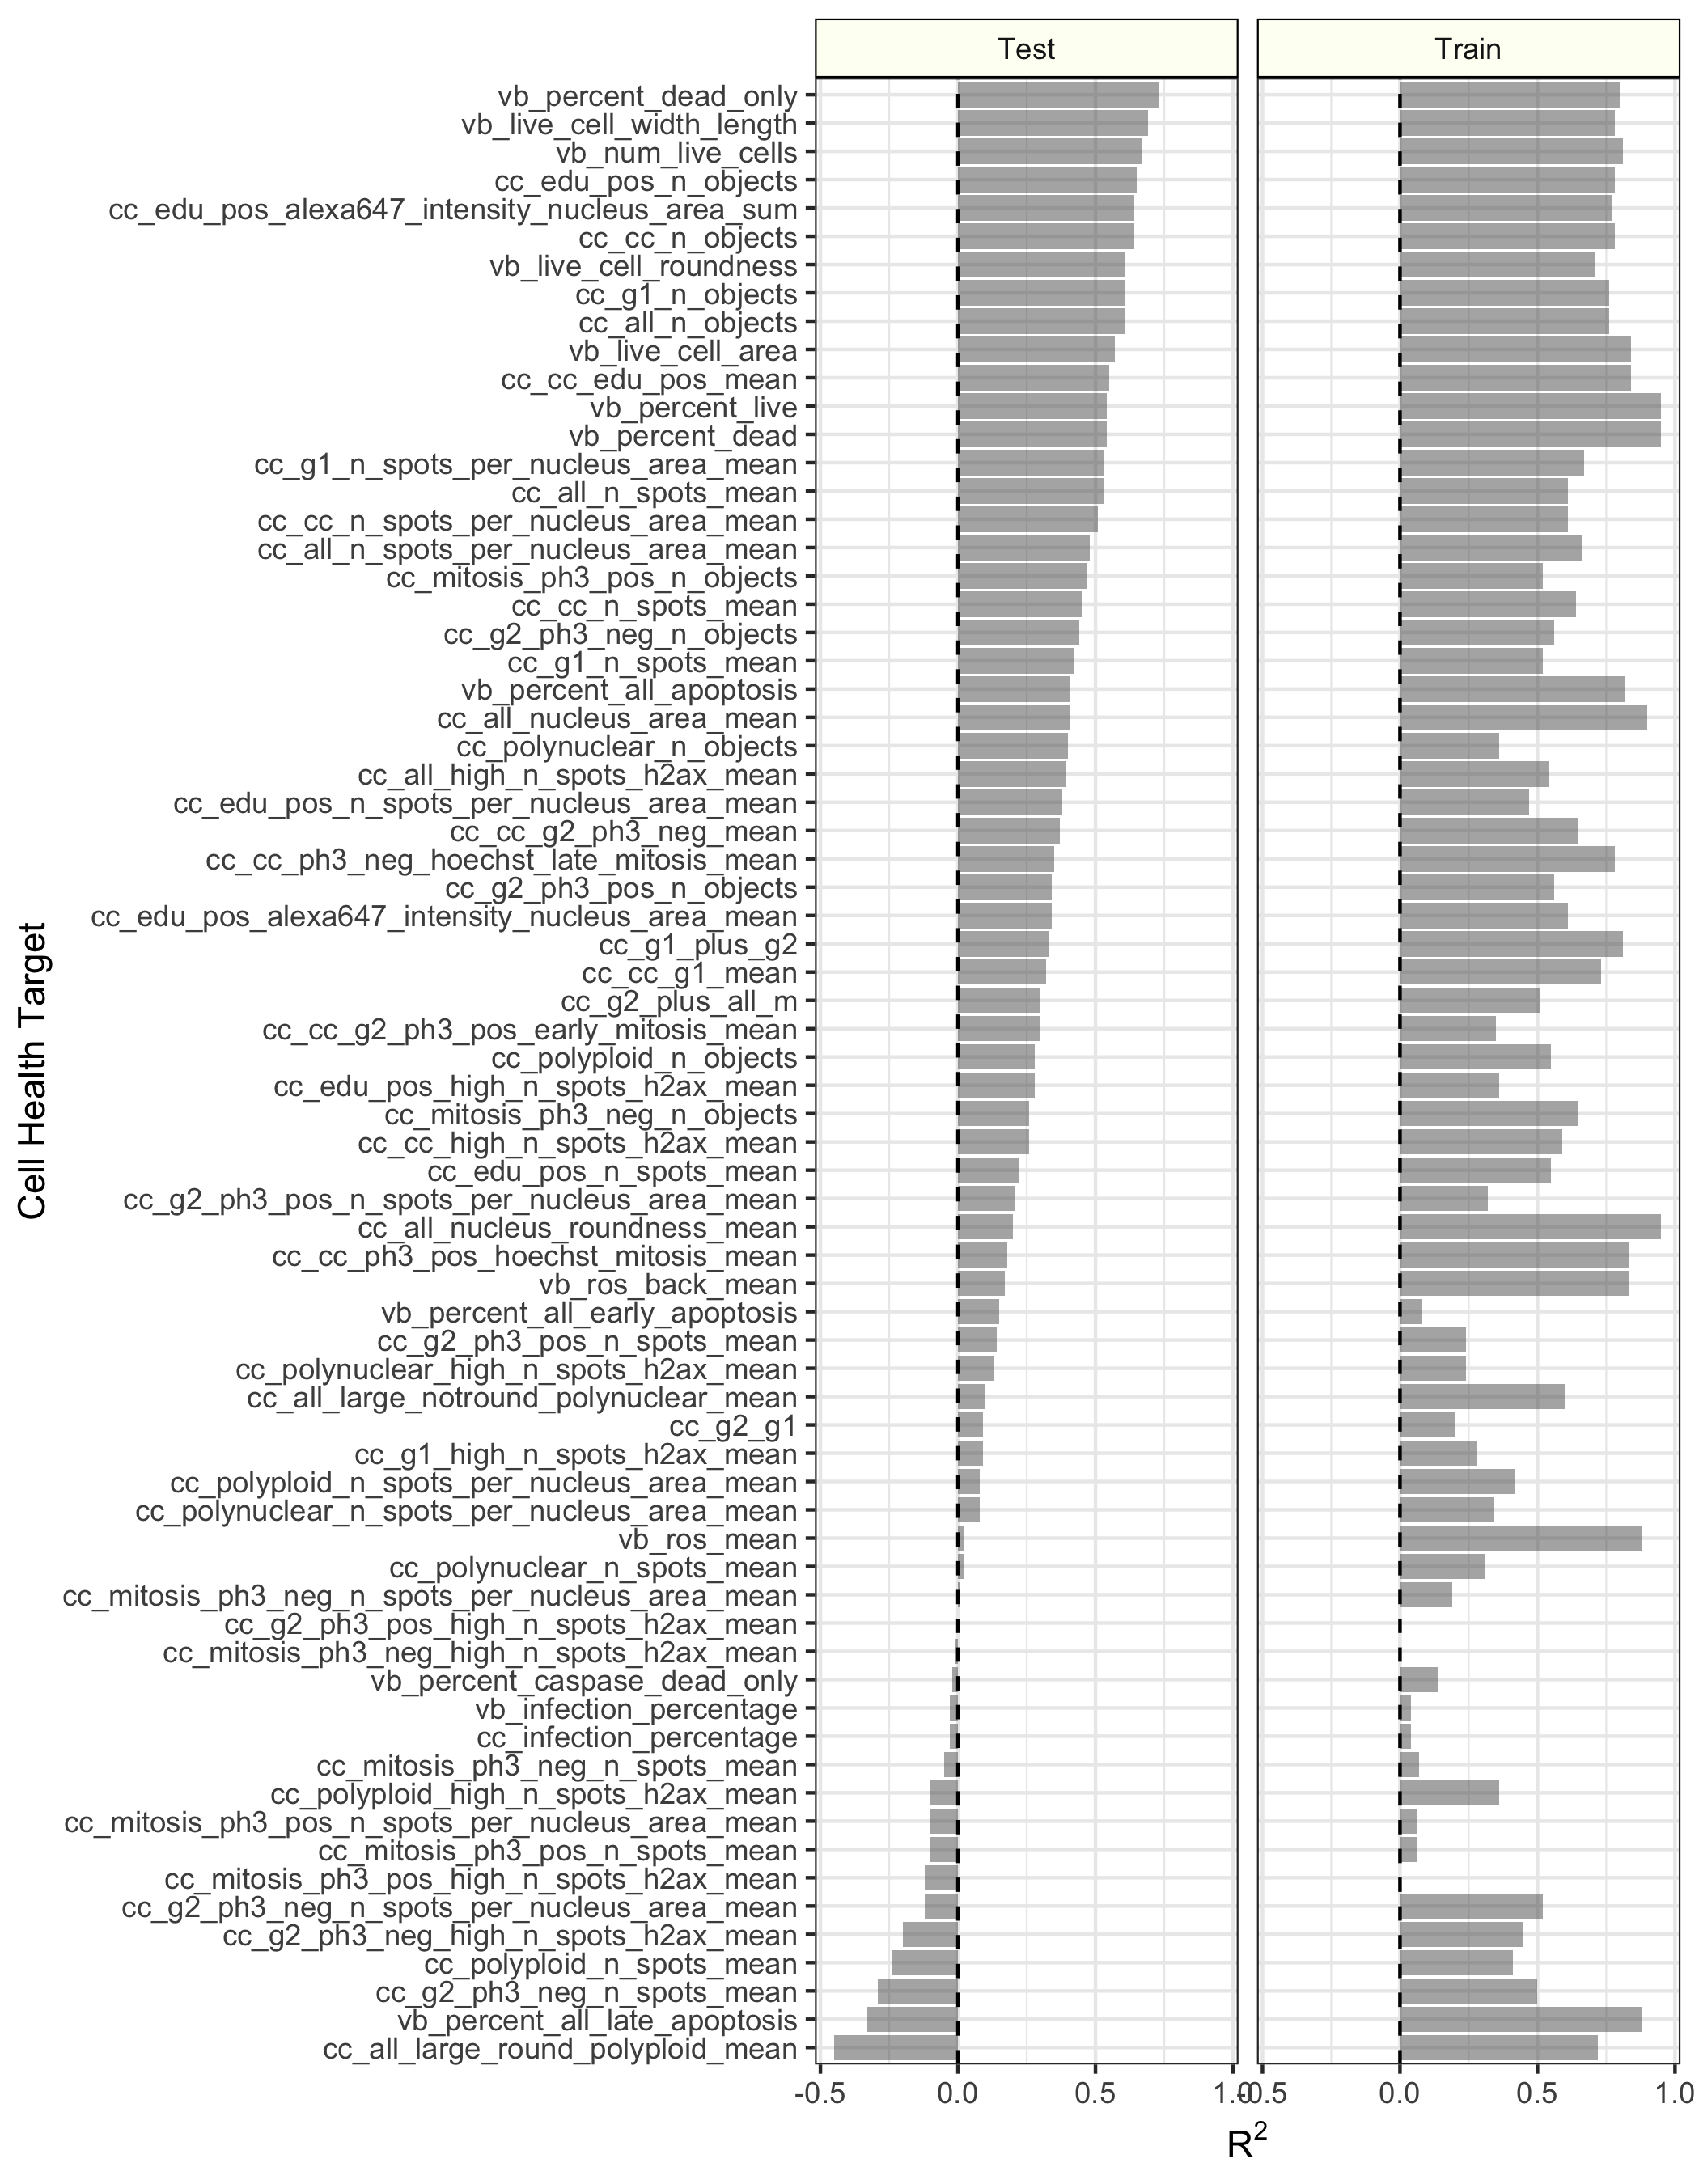 Test Train
vb_percent_dead_only
vb_live_cell_width_length
vb_num_live_cells
cc_edu_pos_n_objects
cc_edu_pos_alexa647_intensity_nucleus_area_sum
cc_cc_n_objects
vb_live_cell_roundness
cc_g1_n_objects
cc_all_n_objects
vb_live_cell_area
cc_cc_edu_pos_mean
vb_percent_live
vb_percent_dead
cc_g1_n_spots_per_nucleus_area_mean
cc_all_n_spots_mean
cc_cc_n_spots_per_nucleus_area_mean
cc_all_n_spots_per_nucleus_area_mean
cc_mitosis_ph3_pos_n_objects
cc_cc_n_spots_mean
cc_g2_ph3_neg_n_objects
cc_g1_n_spots_mean
vb_percent_all_apoptosis
cc_all_nucleus_area_mean
cc_polynuclear_n_objects
cc_all_high_n_spots_h2ax_mean
cc_edu_pos_n_spots_per_nucleus_area_mean
cc_cc_g2_ph3_neg_mean
cc_cc_ph3_neg_hoechst_late_mitosis_mean
cc_g2_ph3_pos_n_objects
cc_edu_pos_alexa647_intensity_nucleus_area_mean
cc_g1_plus_g2
cc_cc_g1_mean
cc_g2_plus_all_m
cc_cc_g2_ph3_pos_early_mitosis_mean
cc_polyploid_n_objects
cc_edu_pos_high_n_spots_h2ax_mean
cc_mitosis_ph3_neg_n_objects
cc_cc_high_n_spots_h2ax_mean
cc_edu_pos_n_spots_mean
cc_g2_ph3_pos_n_spots_per_nucleus_area_mean
cc_all_nucleus_roundness_mean
cc_cc_ph3_pos_hoechst_mitosis_mean
vb_ros_back_mean
vb_percent_all_early_apoptosis
cc_g2_ph3_pos_n_spots_mean
cc_polynuclear_high_n_spots_h2ax_mean
cc_all_large_notround_polynuclear_mean
cc_g2_g1
cc_g1_high_n_spots_h2ax_mean
cc_polyploid_n_spots_per_nucleus_area_mean
cc_polynuclear_n_spots_per_nucleus_area_mean
vb_ros_mean
cc_polynuclear_n_spots_mean
cc_mitosis_ph3_neg_n_spots_per_nucleus_area_mean
cc_g2_ph3_pos_high_n_spots_h2ax_mean
cc_mitosis_ph3_neg_high_n_spots_h2ax_mean
vb_percent_caspase_dead_only
vb_infection_percentage
cc_infection_percentage
cc_mitosis_ph3_neg_n_spots_mean
cc_polyploid_high_n_spots_h2ax_mean
cc_mitosis_ph3_pos_n_spots_per_nucleus_area_mean
cc_mitosis_ph3_pos_n_spots_mean
cc_mitosis_ph3_pos_high_n_spots_h2ax_mean
cc_g2_ph3_neg_n_spots_per_nucleus_area_mean
cc_g2_ph3_neg_high_n_spots_h2ax_mean
cc_polyploid_n_spots_mean
cc_g2_ph3_neg_n_spots_mean
vb_percent_all_late_apoptosis
cc_all_large_round_polyploid_mean
Cell Health Target
-0.5 0.0 0.5 1.0 -0.5 0.0 0.5 1.0
R²